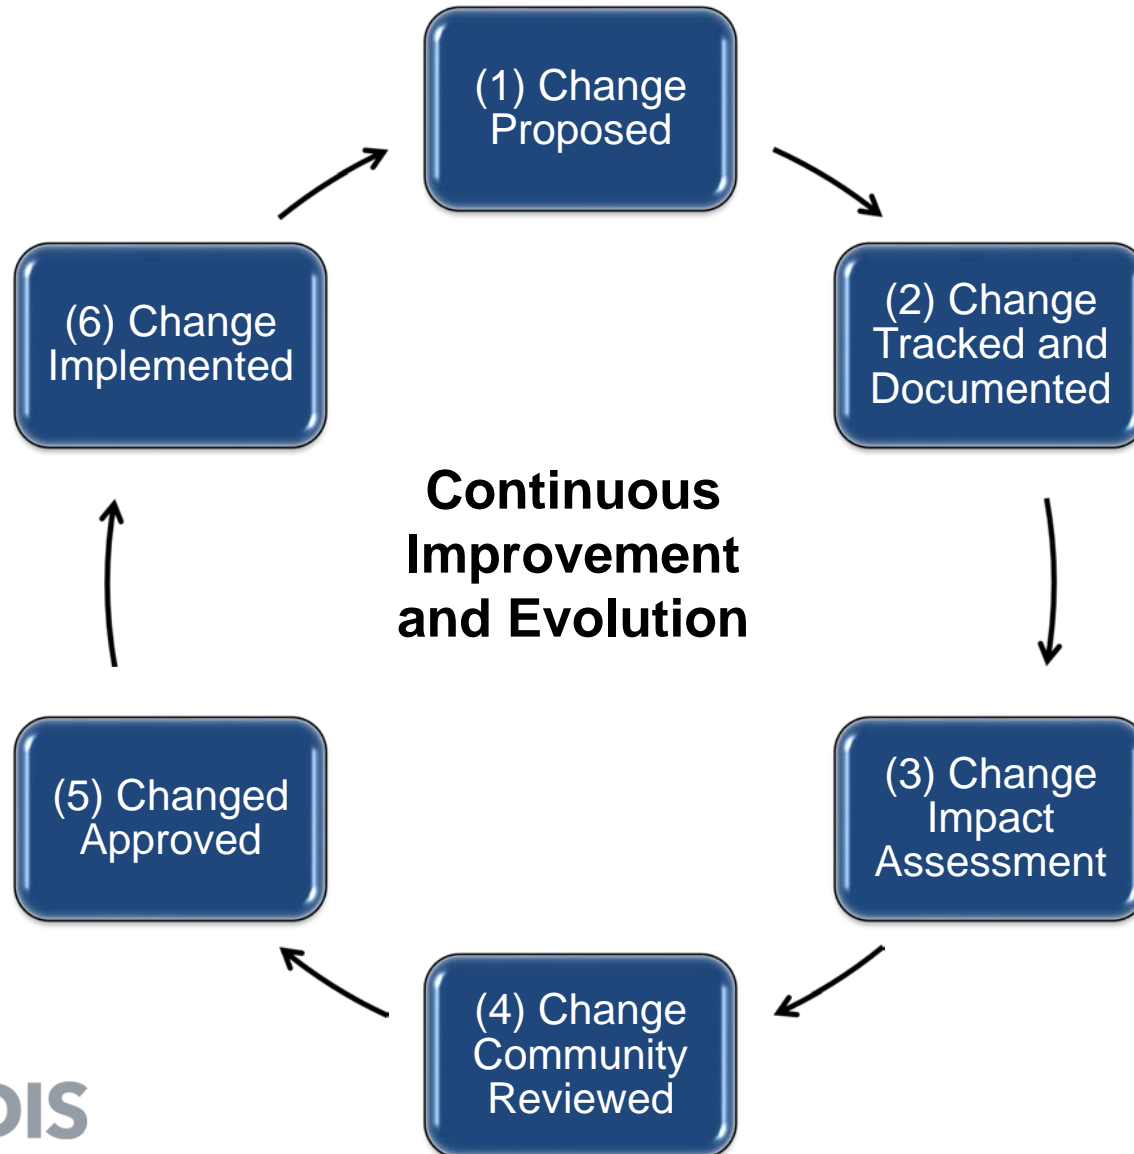 (1) Change
Proposed
(2) Change
Tracked and
Documented
(3) Change
Impact
Assessment
(4) Change
Community
Reviewed
(5) Changed
Approved
(6) Change
Implemented
Continuous
Improvement
and Evolution